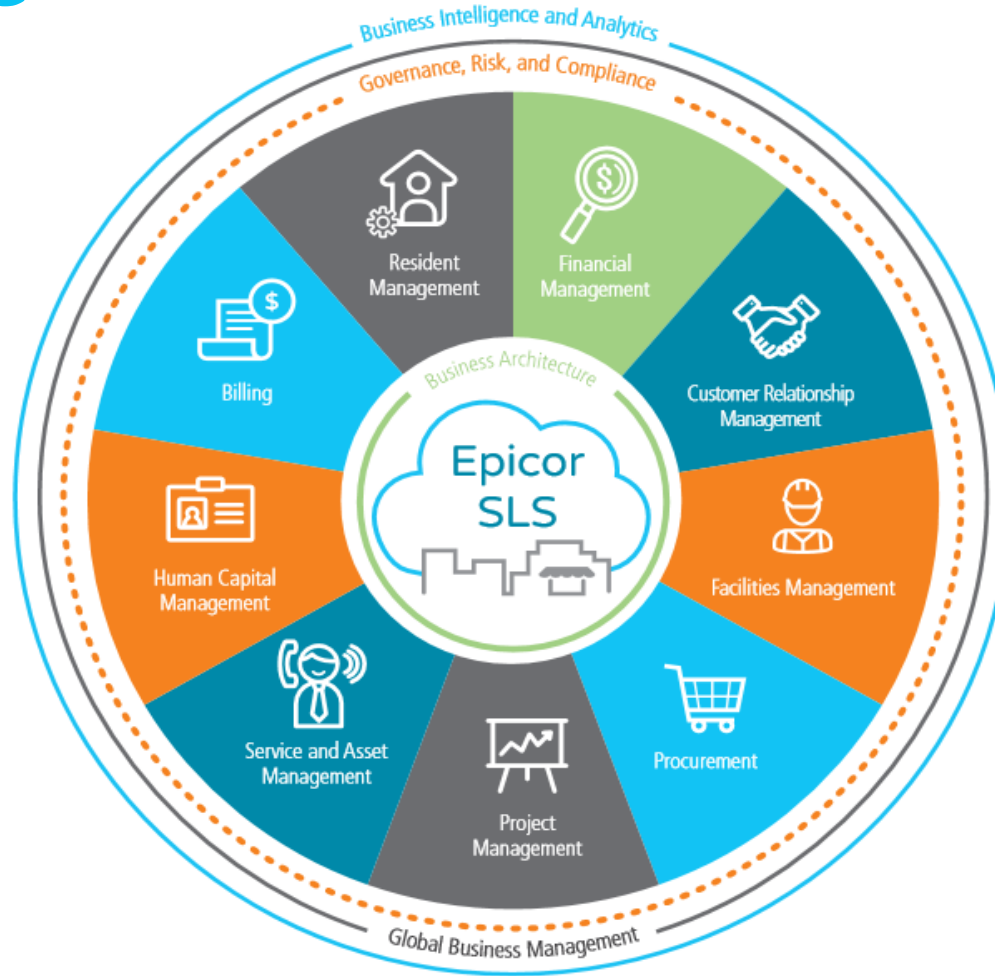 Business Intelligence and Analytics
Governance, Risk, and Compliance
Resident
Management
$
Financial
Management
$
Billing
Customer Relationship
Management
Business Architecture
Epicor
SLS
Human Capital
Management
Facilities Management
Service and Asset
Management
Procurement
Project
Management
Global Business Management